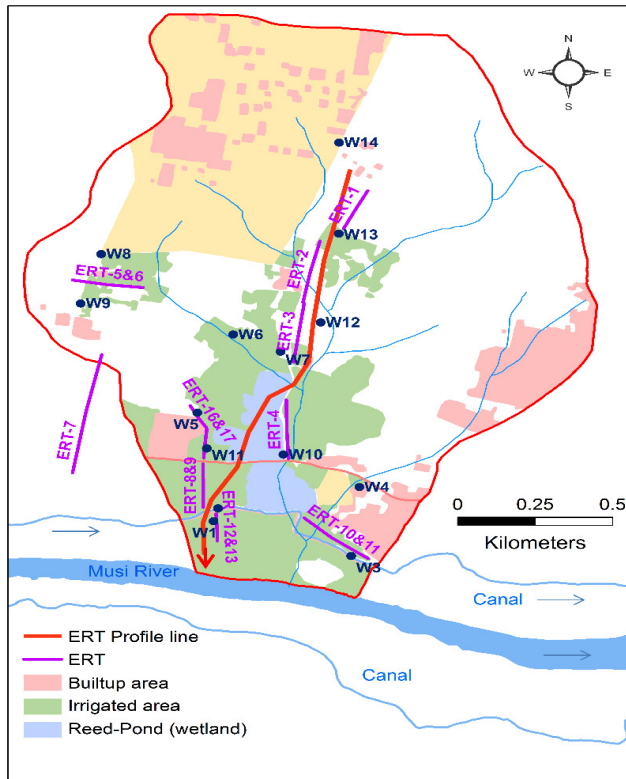 N
W E
S
W14
ERT-1
W13
W8
ERT-2
ERT-5&6
W9
W12
ERT-3
W6
W7
ERT-16&17
W5
ERT-4
ERT-7
W11
W10
ERT-8&9
W4
0 0.25 0.5
Kilometers
ERT-12&13
W1
ERT-10&11
W3
Musi River
Canal
Canal
ERT Profile line
ERT
Builtup area
Irrigated area
Reed-Pond (wetland)